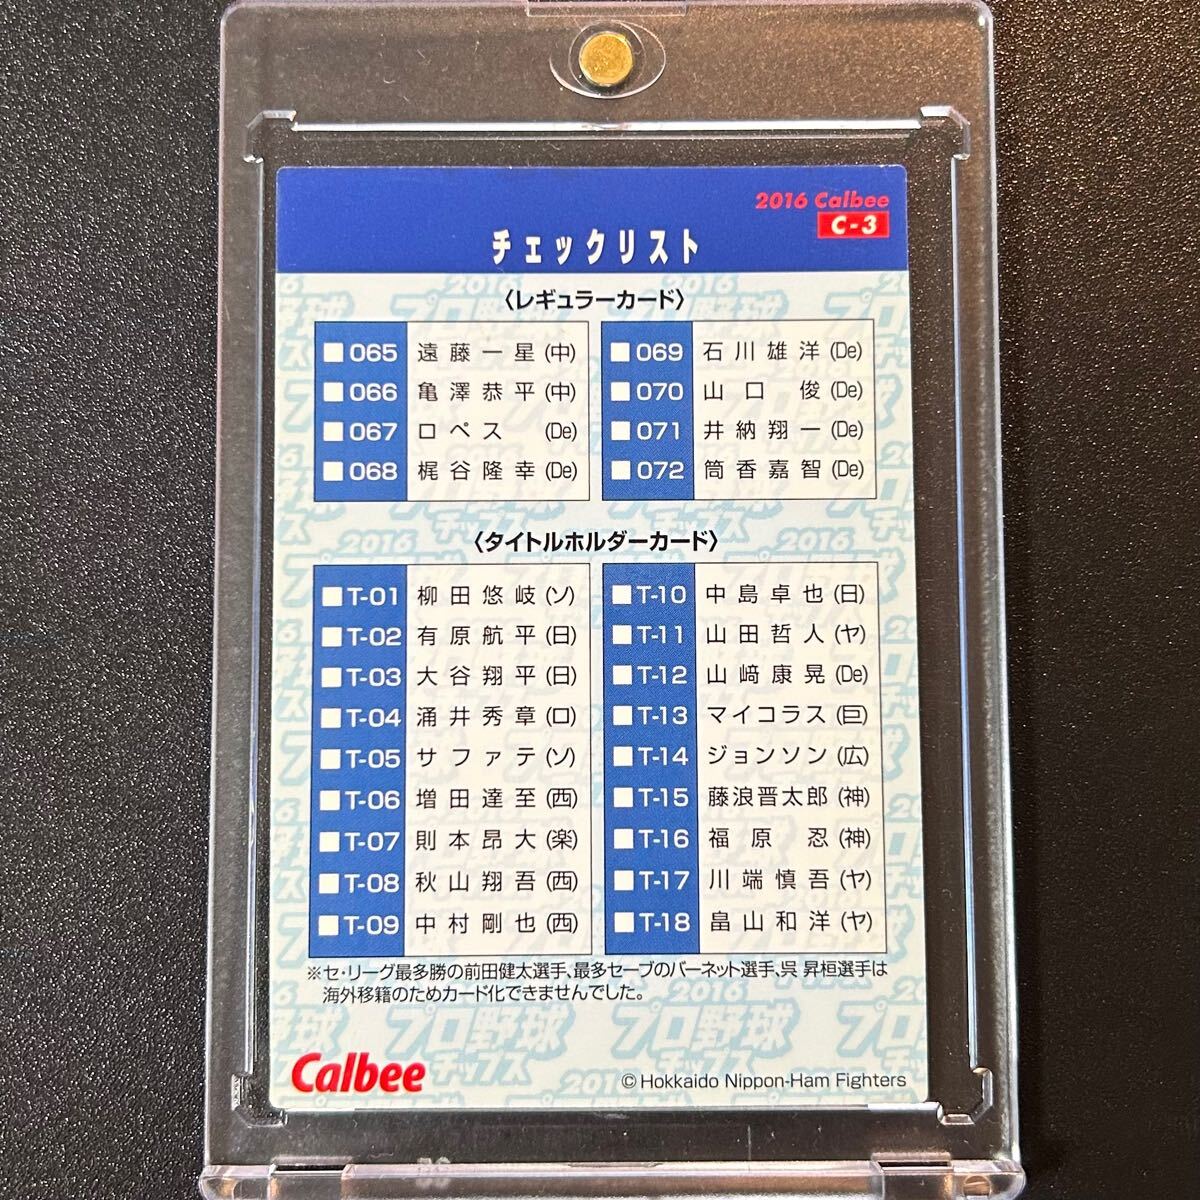 2016 Calbee
C-3
チェックリスト
〈レギュラーカード〉
■065 遠藤一星(中)
■066 亀澤恭平(中)
■067 ロペス (De)
■068 梶谷隆幸(De)
■069 石川雄洋(De)
■070 山口 俊(De)
■071 井納翔一(De)
■072 筒香嘉智(De)
〈タイトルホルダーカード〉
■T-01 柳田悠岐(ソ)
■T-02 有原航平(日)
■T-03 大谷翔平(日)
■T-04 涌井秀章(ロ)
■T-05 サファテ(ソ)
■T-06 増田達至(西)
■T-07 則本昂大(楽)
■T-08 秋山翔吾(西)
■T-09 中村剛也(西)
■T-10 中島卓也(日)
■T-11 山田哲人(ヤ)
■T-12 山﨑康晃(De)
■T-13 マイコラス(巨)
■T-14 ジョンソン(広)
■T-15 藤浪晋太郎(神)
■T-16 福原 忍(神)
■T-17 川端慎吾(ヤ)
■T-18 畠山和洋(ヤ)
※セ・リーグ最多勝の前田健太選手、最多セーブのバーネット選手、呉 昇桓選手は
海外移籍のためカード化できませんでした。
Calbee
© Hokkaido Nippon-Ham Fighters